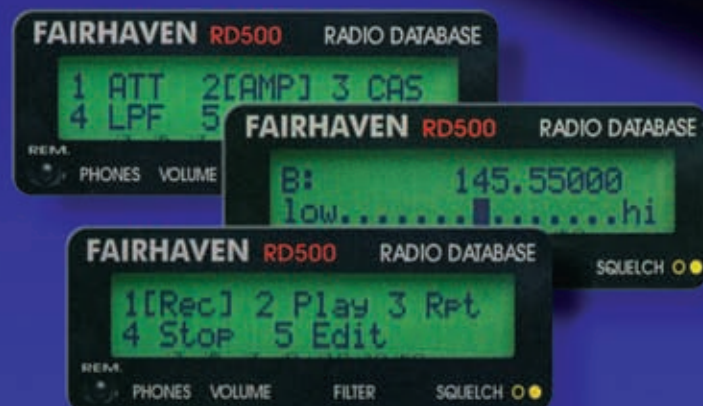 FAIRHAVEN RD500 RADIO DATABASE
1 ATT 2[AMP] 3 CAS
4 LPF 5
REM.
PHONES VOLUME
FAIRHAVEN RD500 RADIO DATABASE
B: 145.55000
low.......█.......hi
SQUELCH
FAIRHAVEN RD500 RADIO DATABASE
1[Rec] 2 Play 3 Rpt
4 Stop 5 Edit
REM.
PHONES VOLUME FILTER SQUELCH